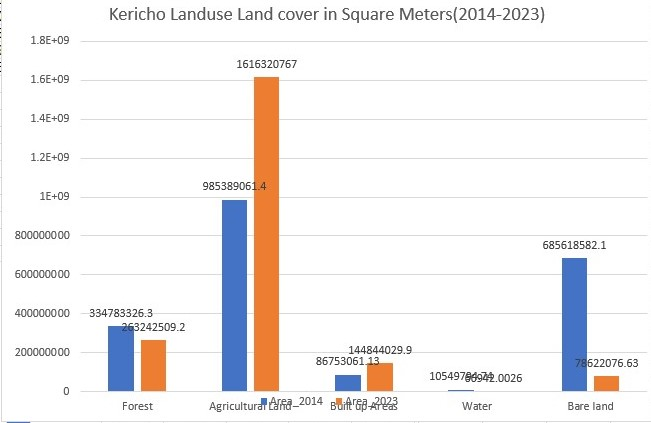 Kericho Landuse Land cover in Square Meters(2014-2023)
1.8E+09
1.6E+09
1.4E+09
1.2E+09
1E+09
800000000
600000000
400000000
200000000
0
1616320767
985389061.4
685618582.1
334783326.3
263242509.2
86753061.13
144844029.9
78622076.63
Forest
Agricultural Land
Built up Areas
Water
Bare land
Area_2014
Area_2023